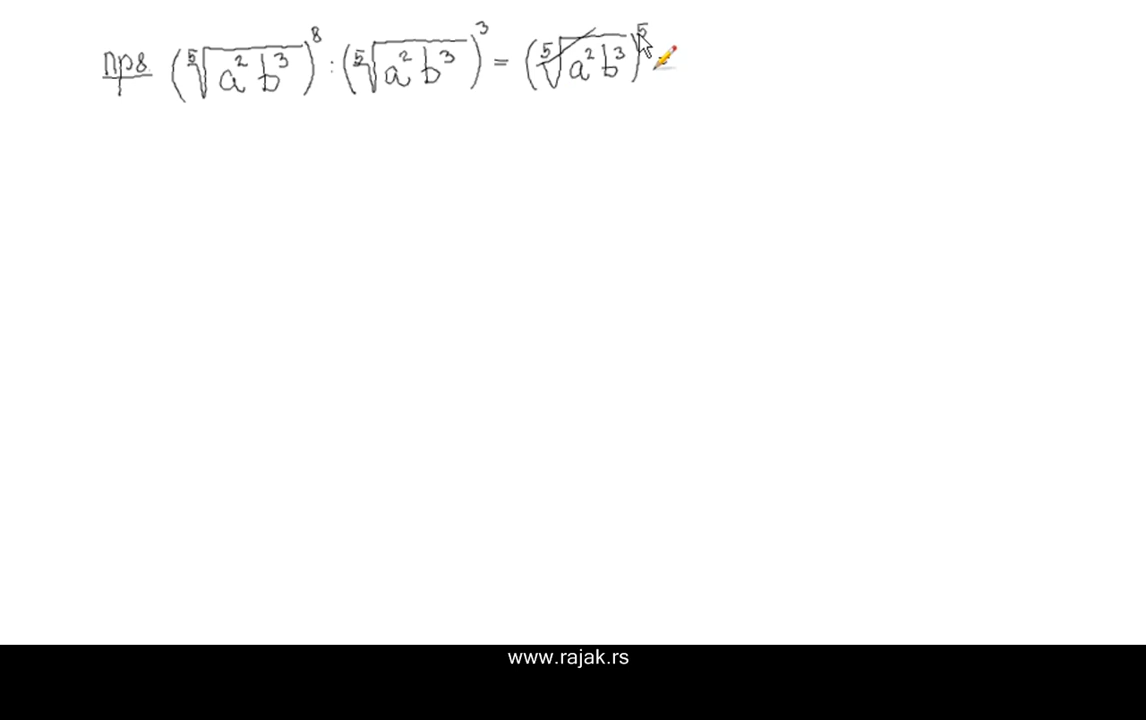 пр8 (⁵√a²b³)⁸ : (⁵√a²b³)³ = (⁵√a²b³)⁵
www.rajak.rs